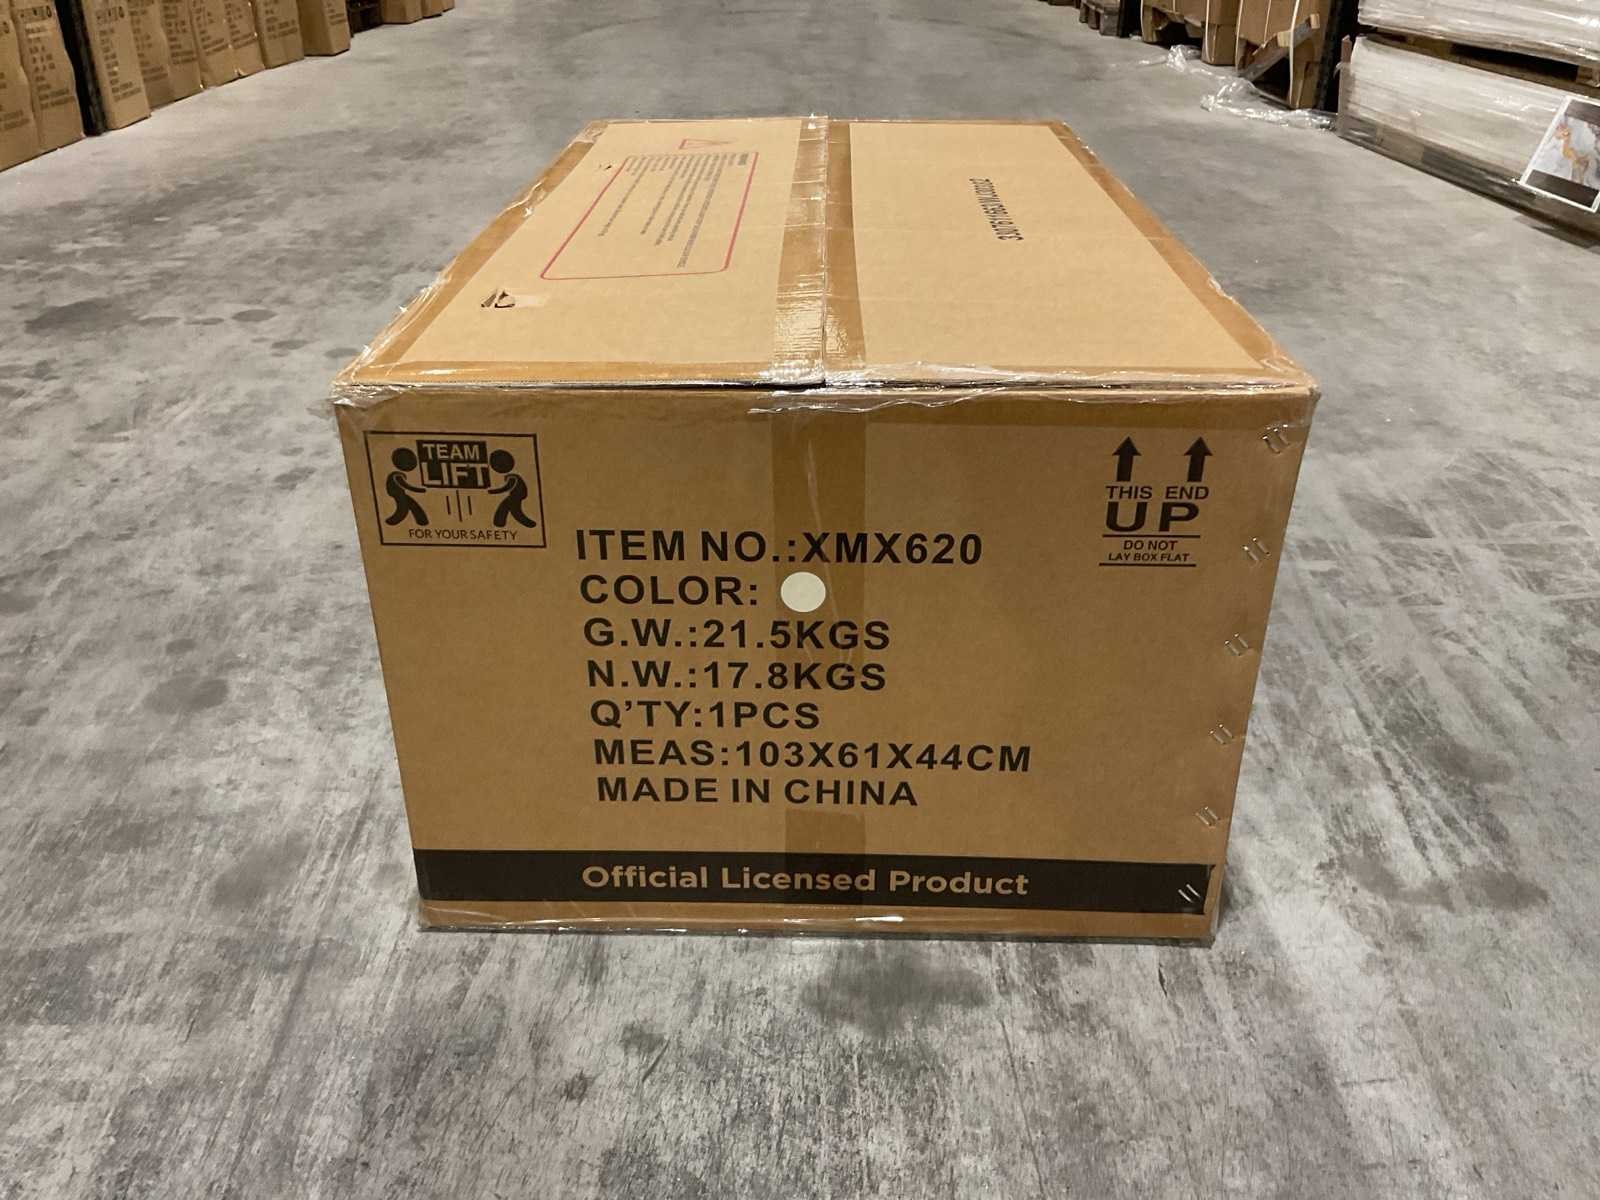 TEAM
LIFT
FOR YOUR SAFETY
THIS END
UP
DO NOT
LAY BOX FLAT
ITEM NO.:XMX620
COLOR:
G.W.:21.5KGS
N.W.:17.8KGS
Q’TY:1PCS
MEAS:103X61X44CM
MADE IN CHINA
Official Licensed Product